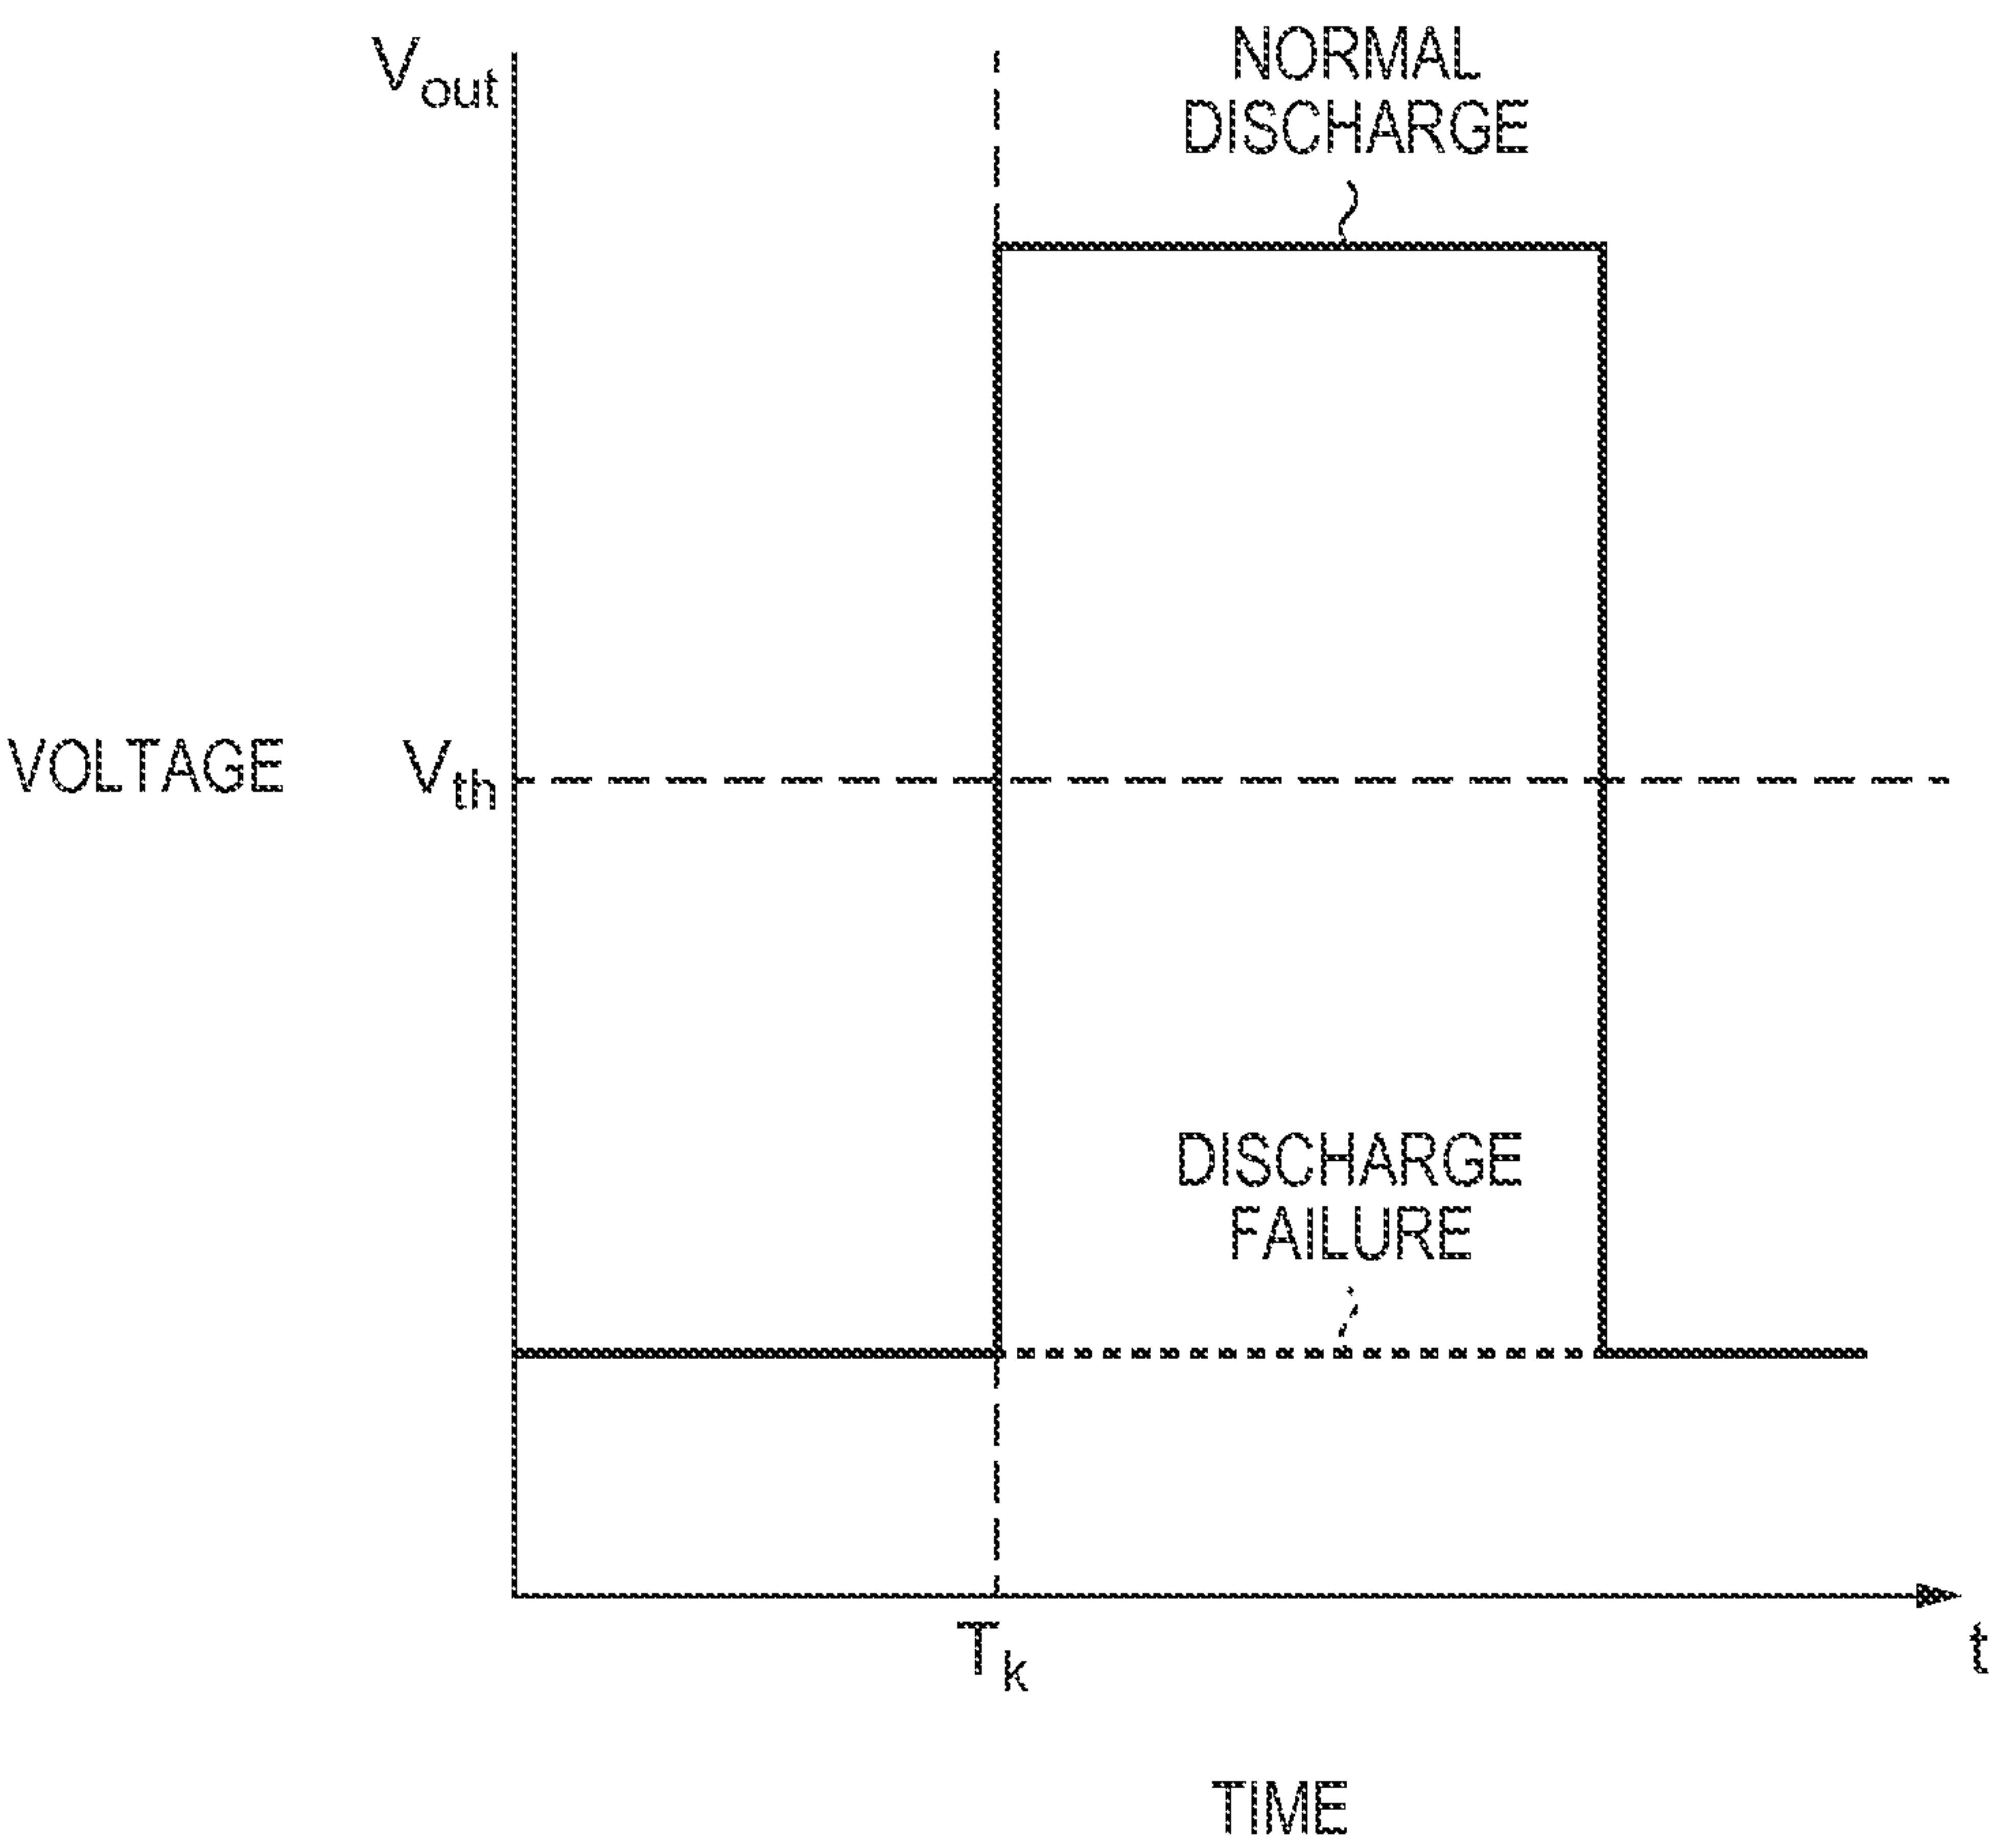 Vout
NORMAL
DISCHARGE
VOLTAGE
Vth
DISCHARGE
FAILURE
Tk
t
TIME